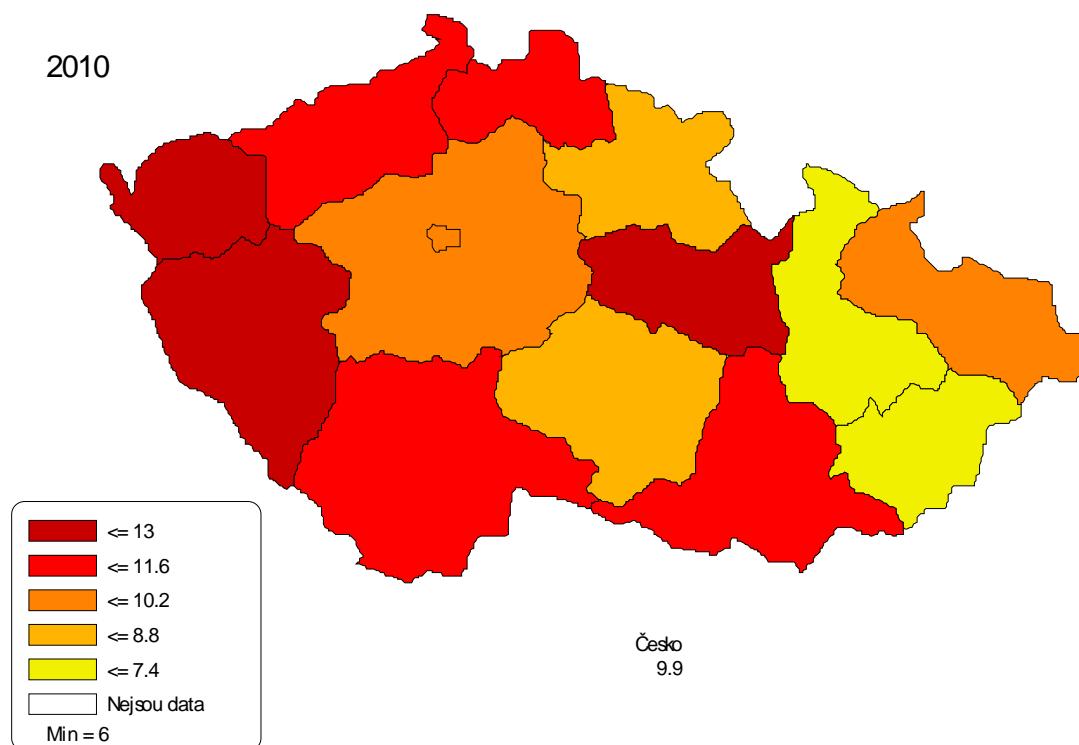 2010
<= 13
<= 11.6
<= 10.2
<= 8.8
<= 7.4
Nejsou data
Min = 6
Česko
9.9